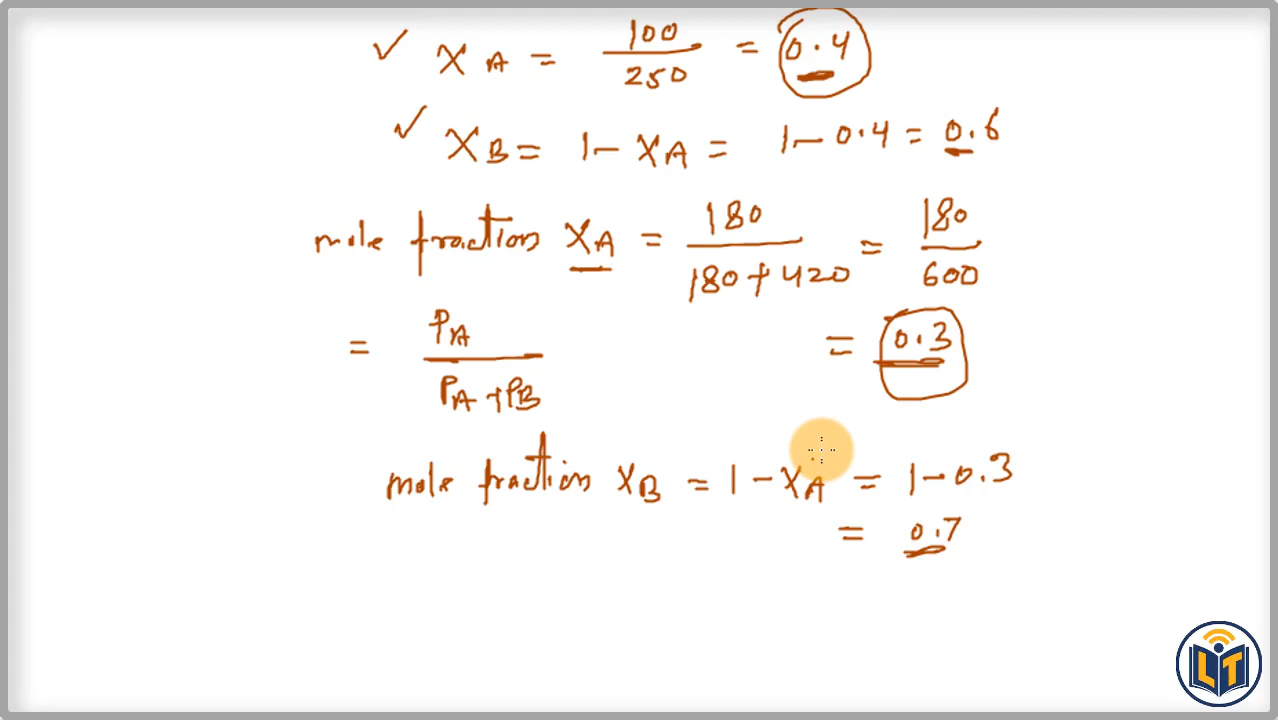 ✓ XA = 100/250 = 0.4
✓ XB = 1 - XA = 1 - 0.4 = 0.6
mole fraction XA = 180/180+420 = 180/600
= PA/PA+PB = 0.3
mole fraction XB = 1 - XA = 1 - 0.3
= 0.7
LT